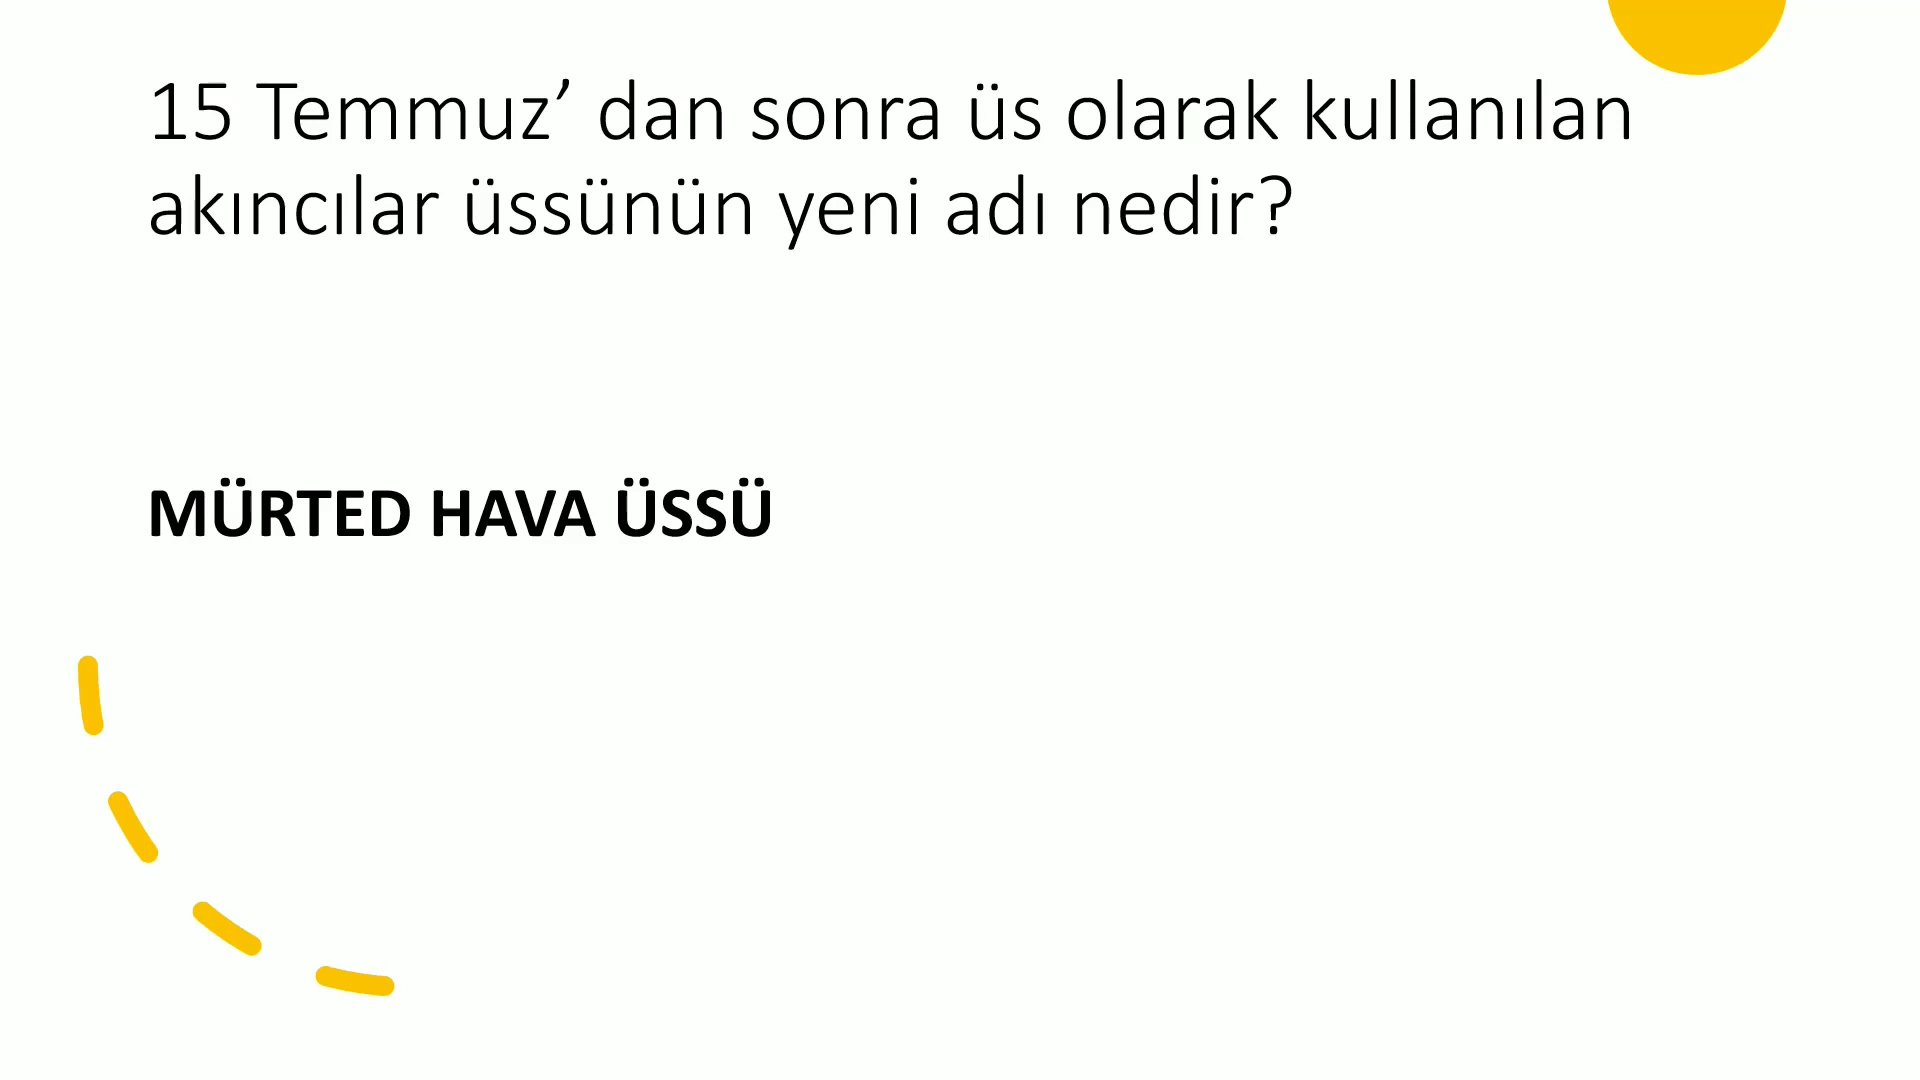 15 Temmuz’ dan sonra üs olarak kullanılan
akıncılar üssünün yeni adı nedir?
MÜRTED HAVA ÜSSÜ